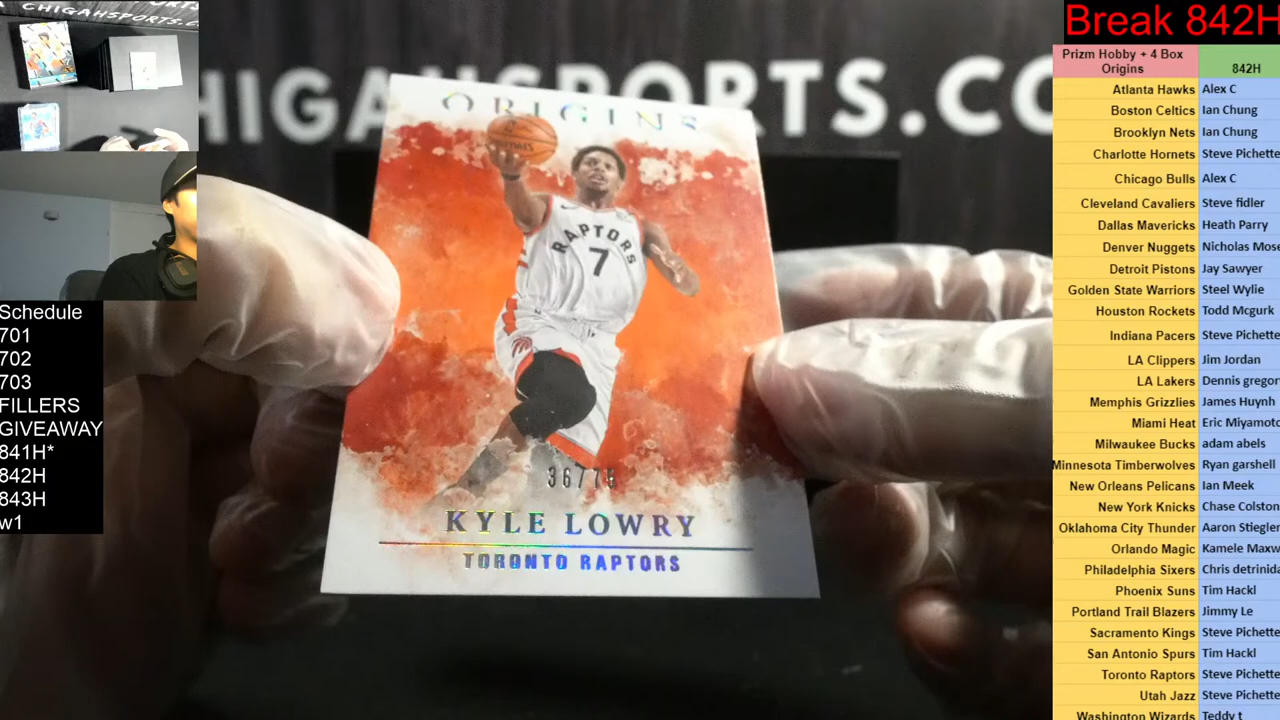 CHIGAHSPORTS.C
HIGAHSPORTS.CO
ORIGINS
RAPTORS
7
36/75
KYLE LOWRY
TORONTO RAPTORS
Schedule
701
702
703
FILLERS
GIVEAWAY
841H*
842H
843H
w1
Break 842H
Prizm Hobby + 4 Box
Origins
842H
Atlanta Hawks Alex C
Boston Celtics Ian Chung
Brooklyn Nets Ian Chung
Charlotte Hornets Steve Pichette
Chicago Bulls Alex C
Cleveland Cavaliers Steve fidler
Dallas Mavericks Heath Parry
Denver Nuggets Nicholas Mose
Detroit Pistons Jay Sawyer
Golden State Warriors Steel Wylie
Houston Rockets Todd Mcgurk
Indiana Pacers Steve Pichette
LA Clippers Jim Jordan
LA Lakers Dennis gregor
Memphis Grizzlies James Huynh
Miami Heat Eric Miyamoto
Milwaukee Bucks adam abels
Minnesota Timberwolves Ryan garshell
New Orleans Pelicans Ian Meek
New York Knicks Chase Colston
Oklahoma City Thunder Aaron Stiegler
Orlando Magic Kamele Maxw
Philadelphia Sixers Chris detrinida
Phoenix Suns Tim Hackl
Portland Trail Blazers Jimmy Le
Sacramento Kings Steve Pichette
San Antonio Spurs Tim Hackl
Toronto Raptors Steve Pichette
Utah Jazz Steve Pichette
Washington Wizards Teddy t